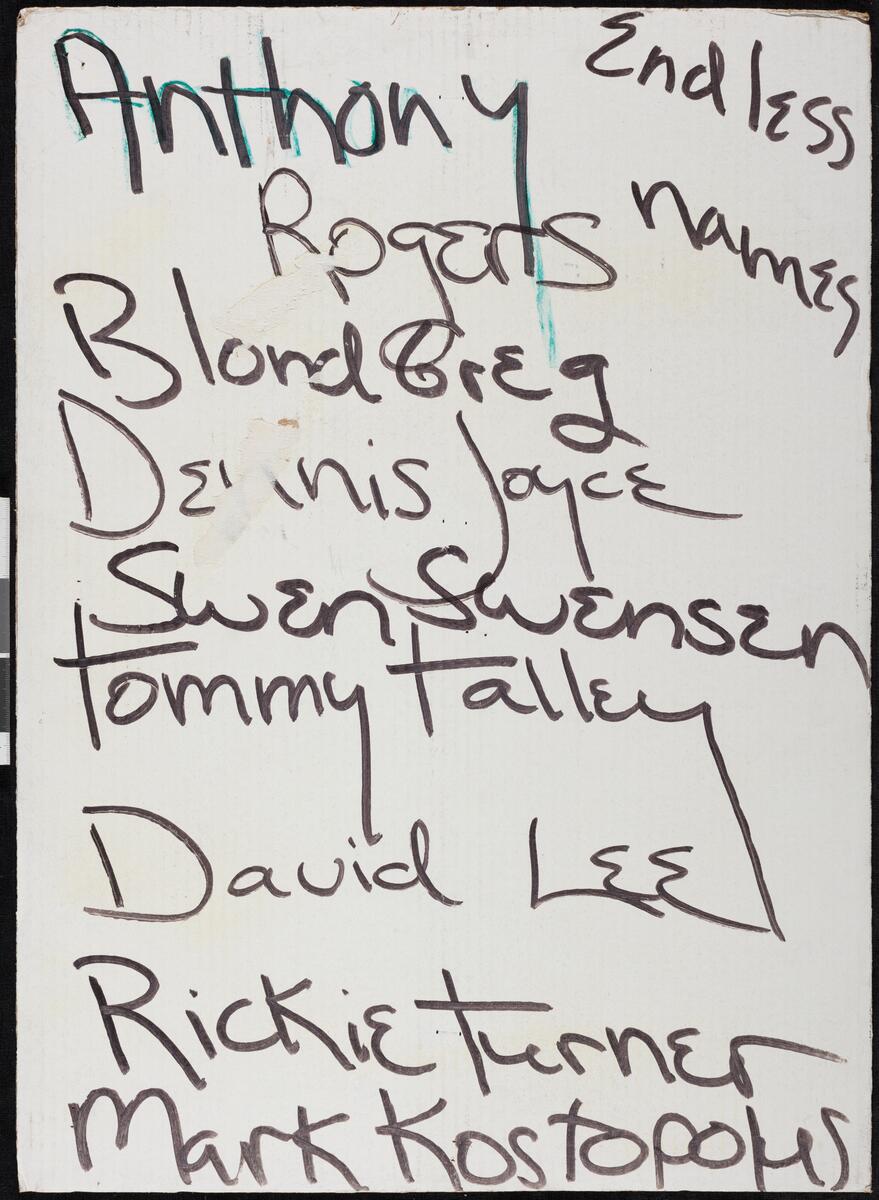 Anthony
Rogers
Blond Greg
Dennis Joyce
Swen Swensen
Tommy Talley
David Lee
Rickie Turner
Mark Kostopolus
Endless
names